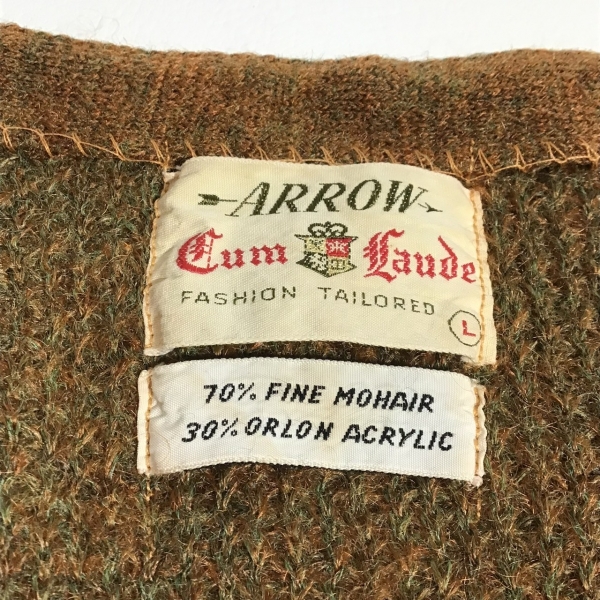 ARROW
Cum Laude
FASHION TAILORED L
70% FINE MOHAIR
30% ORLON ACRYLIC